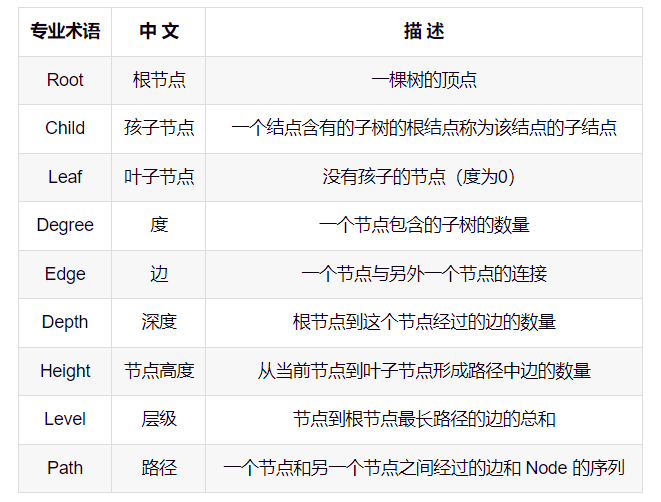 专业术语 中 文 描 述
Root 根节点 一棵树的顶点
Child 孩子节点 一个结点含有的子树的根结点称为该结点的子结点
Leaf 叶子节点 没有孩子的节点（度为0）
Degree 度 一个节点包含的子树的数量
Edge 边 一个节点与另外一个节点的连接
Depth 深度 根节点到这个节点经过的边的数量
Height 节点高度 从当前节点到叶子节点形成路径中边的数量
Level 层级 节点到根节点最长路径的边的总和
Path 路径 一个节点和另一个节点之间经过的边和 Node 的序列